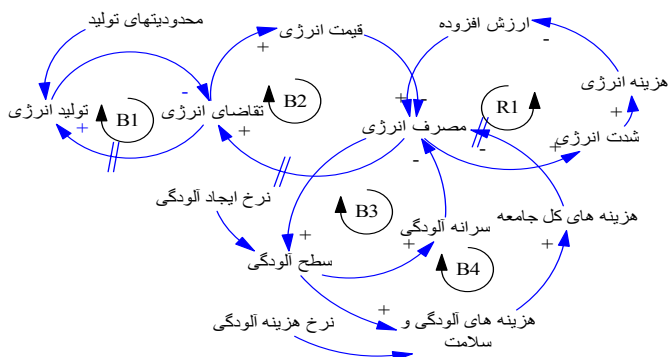 محدودیتهای تولید
ارزش افزوده
قیمت انرژی
+
-
هزینه انرژی
-
تولید انرژی
B1
تقاضای انرژی
B2
+
-
R1
+
+
+
مصرف انرژی
شدت انرژی
-
-
+
نرخ ایجاد آلودگی
B3
سرانه آلودگی
هزینه های کل جامعه
+
+
+
سطح آلودگی
B4
+
هزینه های آلودگی و
سلامت
نرخ هزینه آلودگی